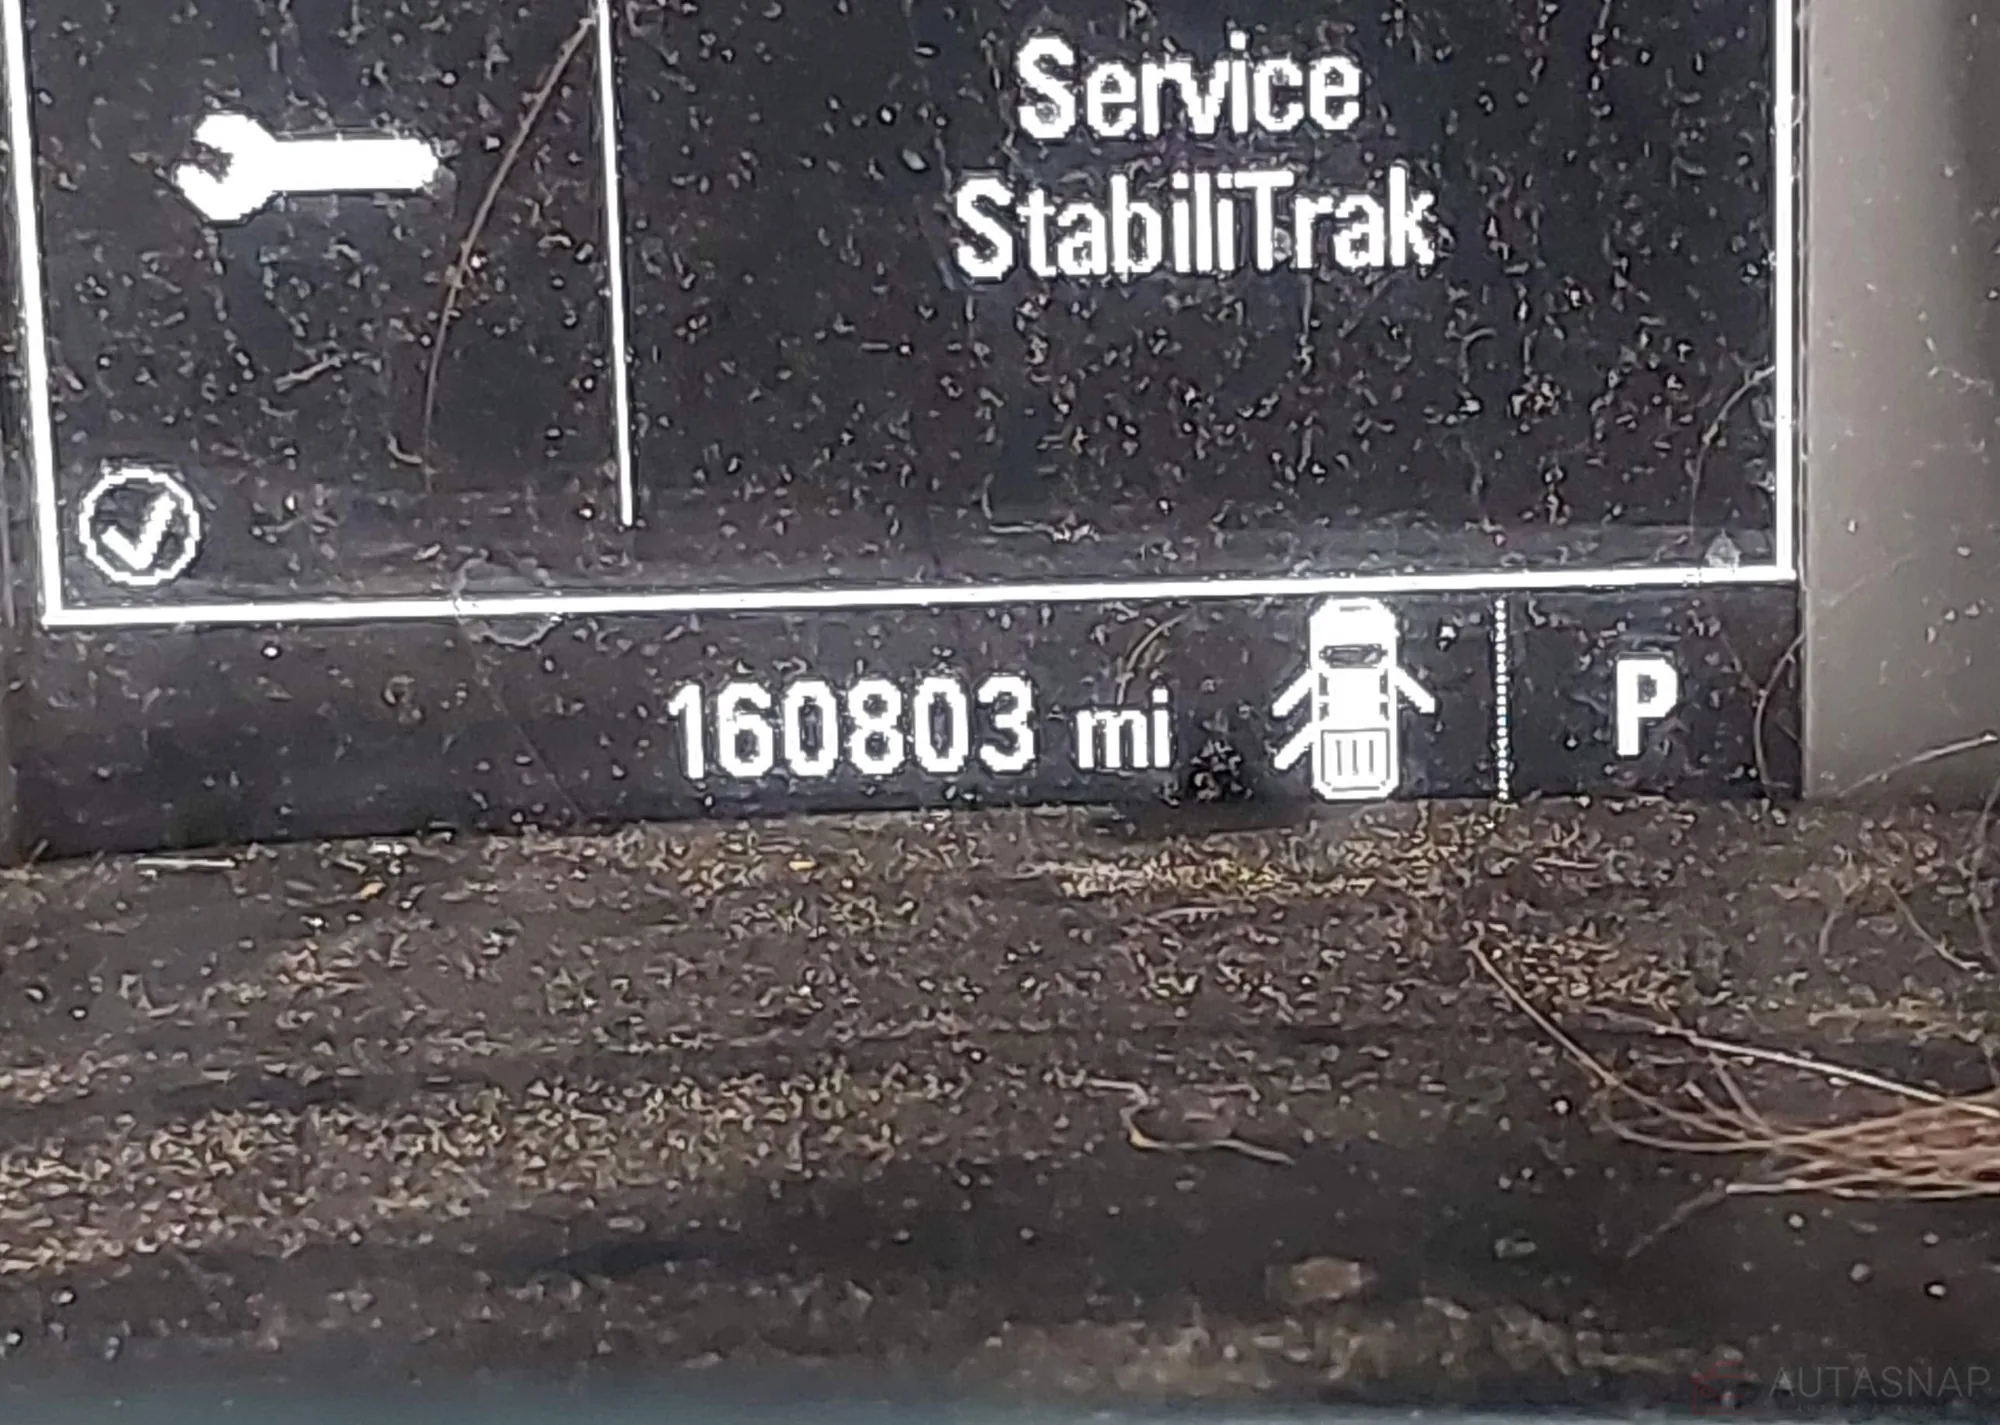 Service
StabiliTrak
160803 mi
P
AUTASNAP